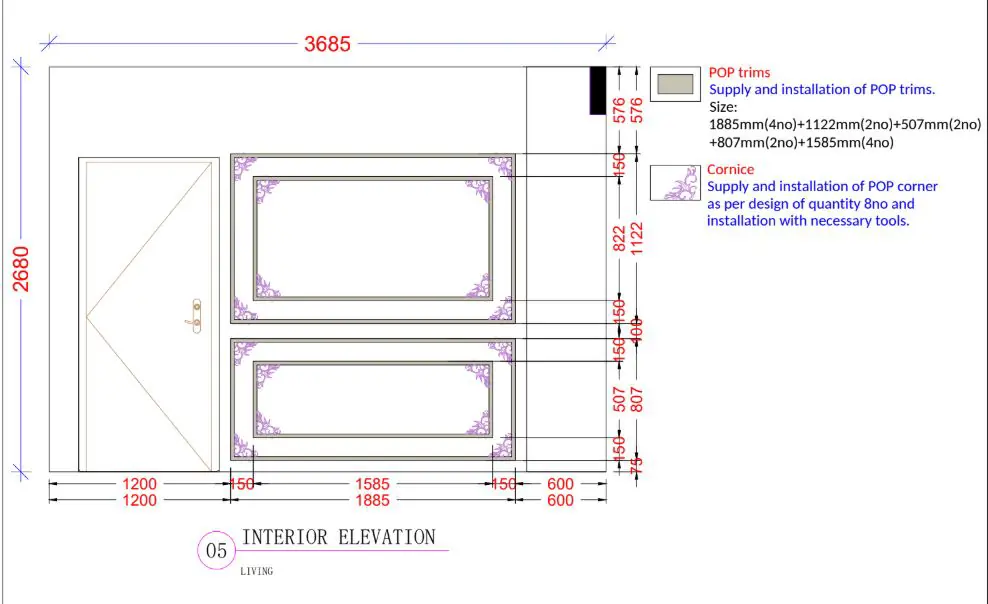 3685
POP trims
Supply and installation of POP trims.
Size:
1885mm(4no)+1122mm(2no)+507mm(2no)
+807mm(2no)+1585mm(4no)
Cornice
Supply and installation of POP corner
as per design of quantity 8no and
installation with necessary tools.
2680
576
576
150
822
1122
150
100
150
507
807
150
75
1200
150
1585
150
600
1200
1885
600
05
INTERIOR ELEVATION
LIVING